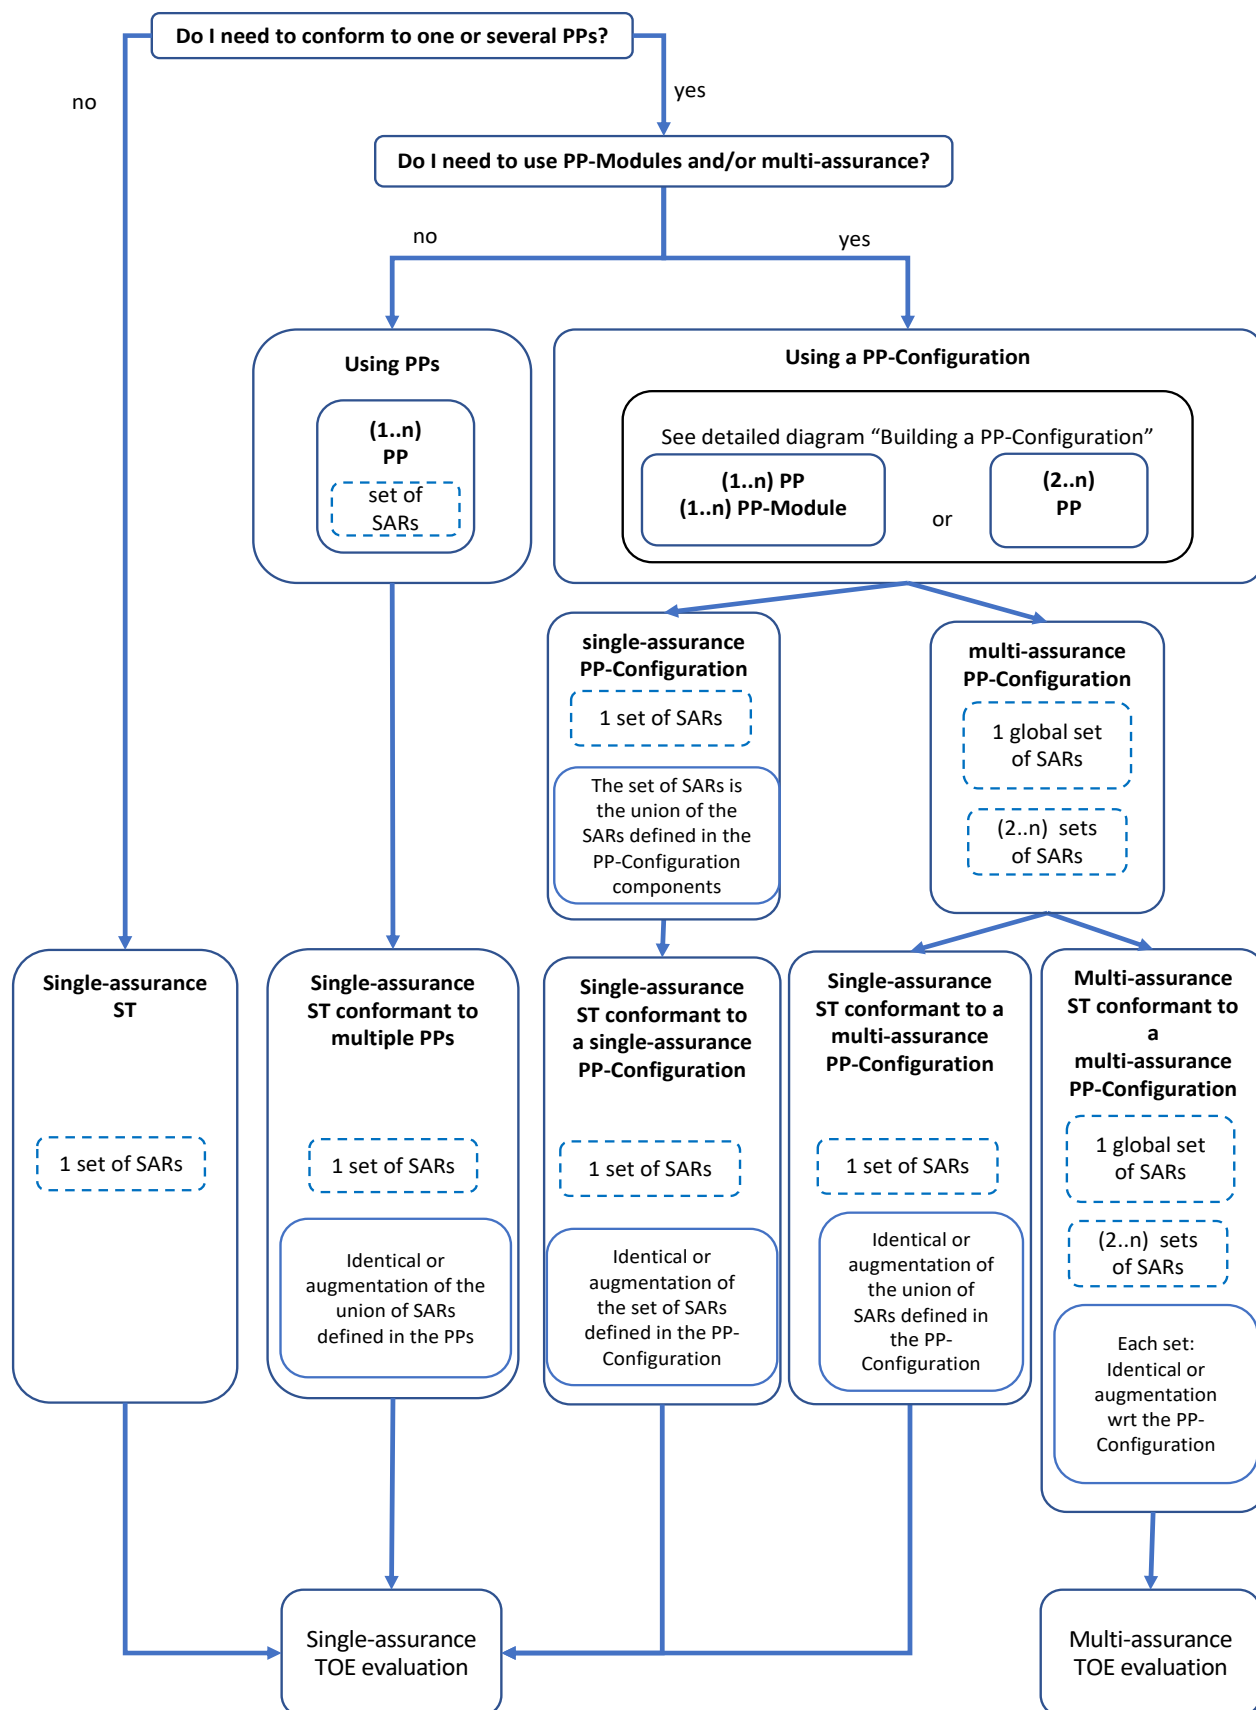 Do I need to conform to one or several PPs?
no
yes
Do I need to use PP-Modules and/or multi-assurance?
no
yes
Using PPs
(1..n)
PP
set of
SARs
Using a PP-Configuration
See detailed diagram “Building a PP-Configuration”
(1..n) PP
(1..n) PP-Module
or
(2..n)
PP
single-assurance
PP-Configuration
1 set of SARs
The set of SARs is
the union of the
SARs defined in the
PP-Configuration
components
multi-assurance
PP-Configuration
1 global set
of SARs
(2..n) sets
of SARs
Single-assurance
ST
1 set of SARs
Single-assurance
ST conformant to
multiple PPs
1 set of SARs
Identical or
augmentation of the
union of SARs
defined in the PPs
Single-assurance
ST conformant to
a single-assurance
PP-Configuration
1 set of SARs
Identical or
augmentation of
the set of SARs
defined in the PP-
Configuration
Single-assurance
ST conformant to a
multi-assurance
PP-Configuration
1 set of SARs
Identical or
augmentation of
the union of
SARs defined in
the PP-
Configuration
Multi-assurance
ST conformant to
a
multi-assurance
PP-Configuration
1 global set
of SARs
(2..n) sets
of SARs
Each set:
Identical or
augmentation
wrt the PP-
Configuration
Single-assurance
TOE evaluation
Multi-assurance
TOE evaluation